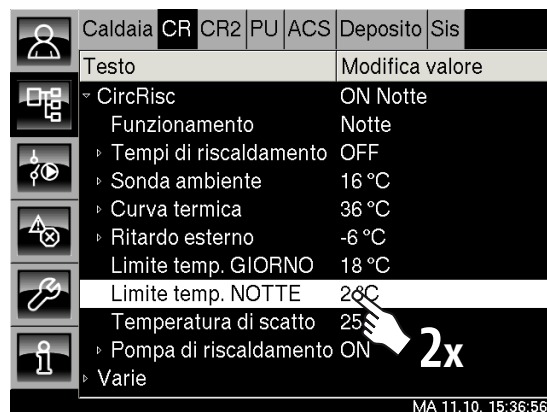 Caldaia CR CR2 PU ACS Deposito Sis
Testo Modifica valore
CircRisc ON Notte
Funzionamento Notte
Tempi di riscaldamento OFF
Sonda ambiente 16 °C
Curva termica 36 °C
Ritardo esterno -6 °C
Limite temp. GIORNO 18 °C
Limite temp. NOTTE 2 °C
Temperatura di scatto 25
Pompa di riscaldamento ON
2x
Varie
MA 11.10. 15:36:56